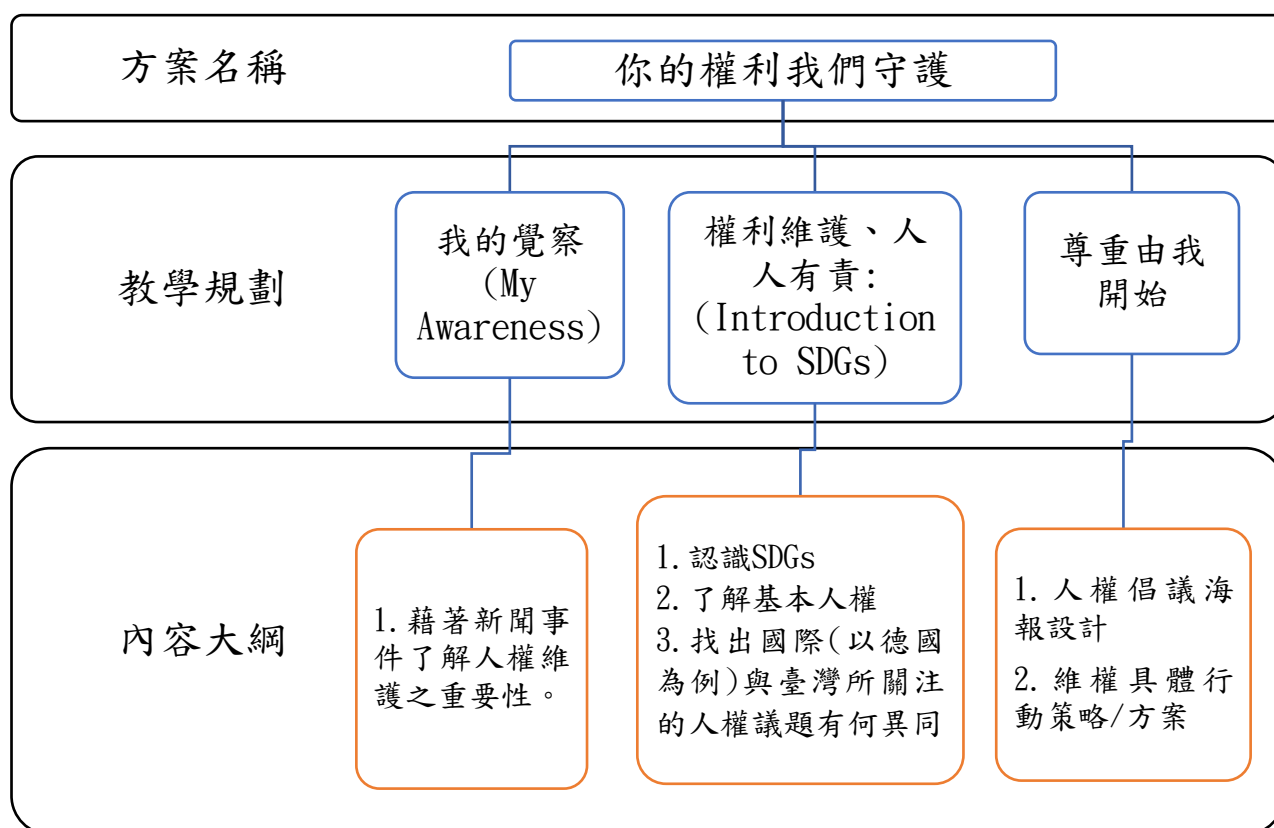 方案名稱
你的權利我們守護
教學規劃
我的覺察
(My
Awareness)
權利維護、人
人有責:
(Introduction
to SDGs)
尊重由我
開始
內容大綱
1.藉著新聞事
件了解人權維
護之重要性。
1.認識SDGs
2.了解基本人權
3.找出國際(以德國
為例)與臺灣所關注
的人權議題有何異同
1. 人權倡議海
報設計
2. 維權具體行
動策略/方案